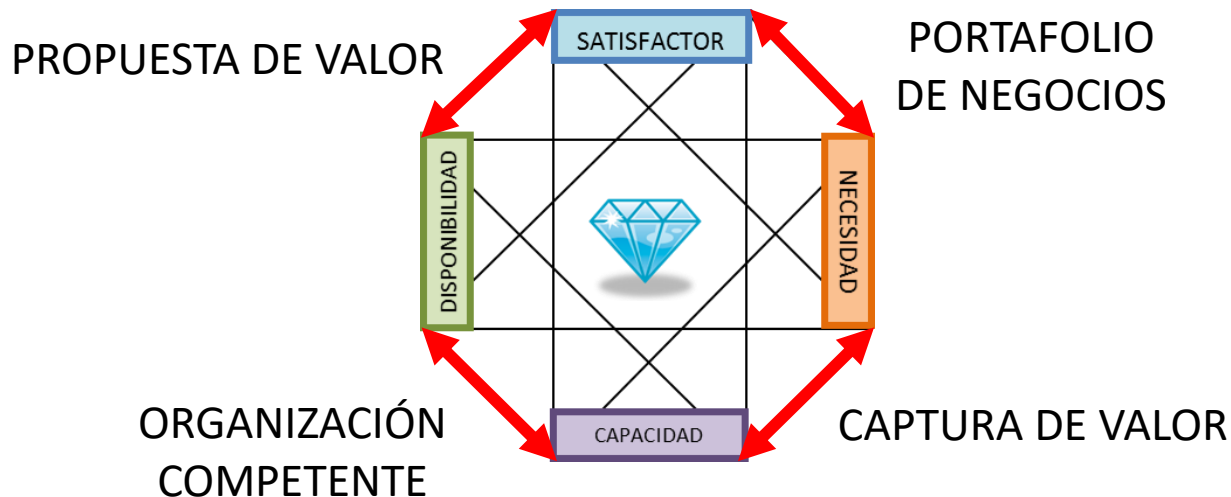 PROPUESTA DE VALOR
SATISFACTOR
PORTAFOLIO
DE NEGOCIOS
DISPONIBILIDAD
NECESIDAD
ORGANIZACIÓN
COMPETENTE
CAPACIDAD
CAPTURA DE VALOR